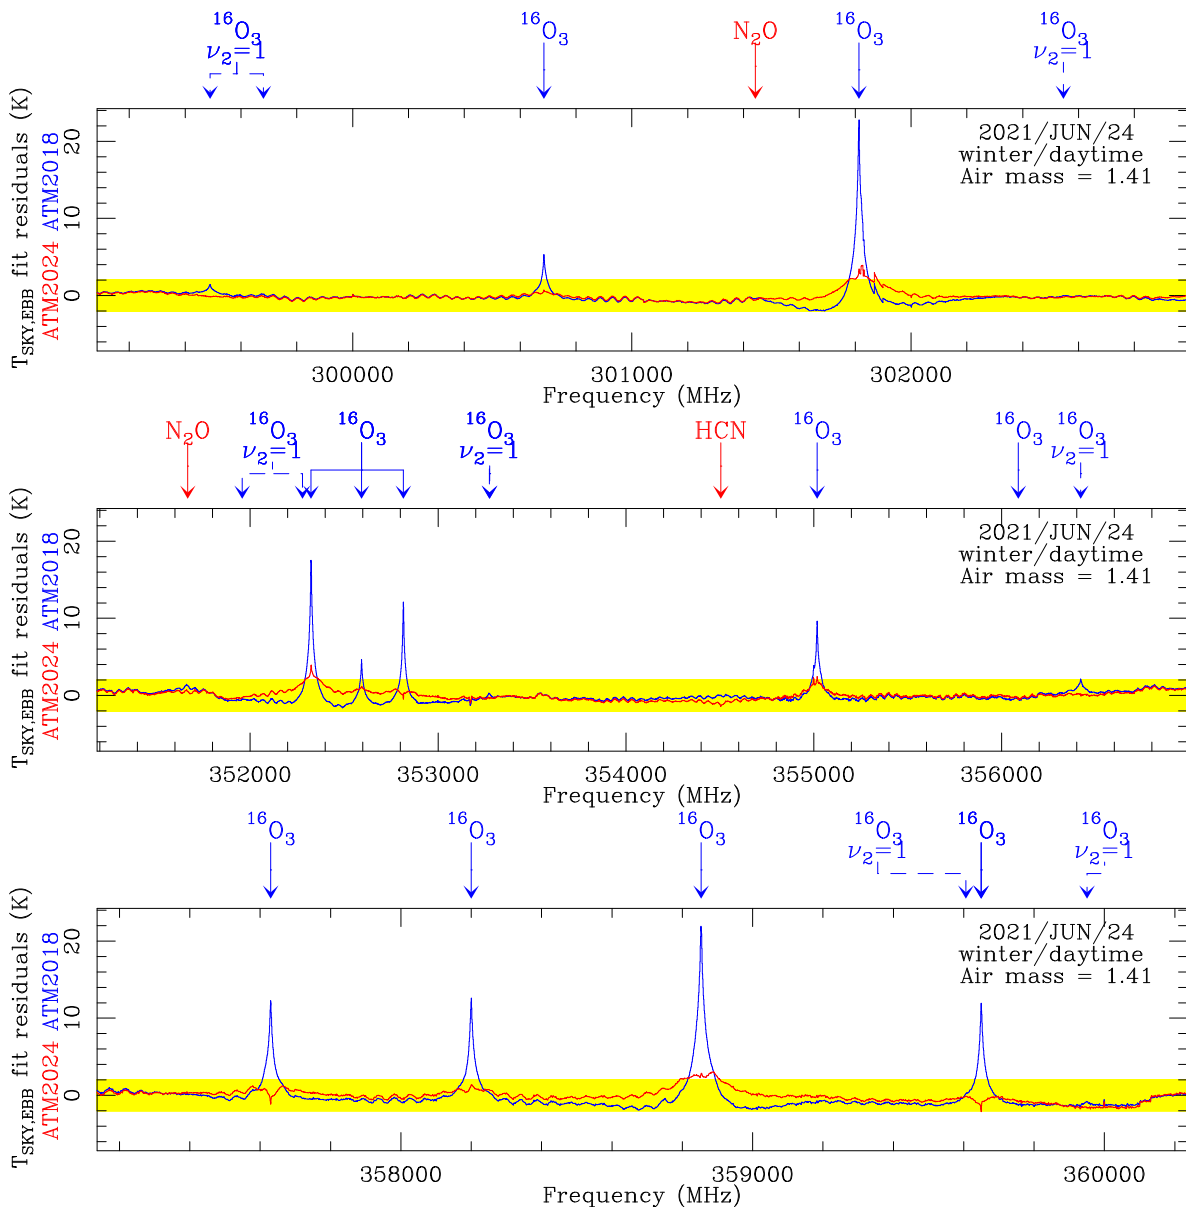 16O3 16O3 N2O 16O3 16O3
ν2=1 ν2=1
TSKY,EBB fit residuals (K)
ATM2024 ATM2018
20
10
0
2021/JUN/24
winter/daytime
Air mass = 1.41
300000 301000 302000
Frequency (MHz)
N2O 16O3 16O3 16O3 HCN 16O3 16O3 16O3
ν2=1 ν2=1 ν2=1
TSKY,EBB fit residuals (K)
ATM2024 ATM2018
20
10
0
2021/JUN/24
winter/daytime
Air mass = 1.41
352000 353000 354000 355000 356000
Frequency (MHz)
16O3 16O3 16O3 16O3 16O3 16O3
ν2=1 ν2=1
TSKY,EBB fit residuals (K)
ATM2024 ATM2018
20
10
0
2021/JUN/24
winter/daytime
Air mass = 1.41
358000 359000 360000
Frequency (MHz)